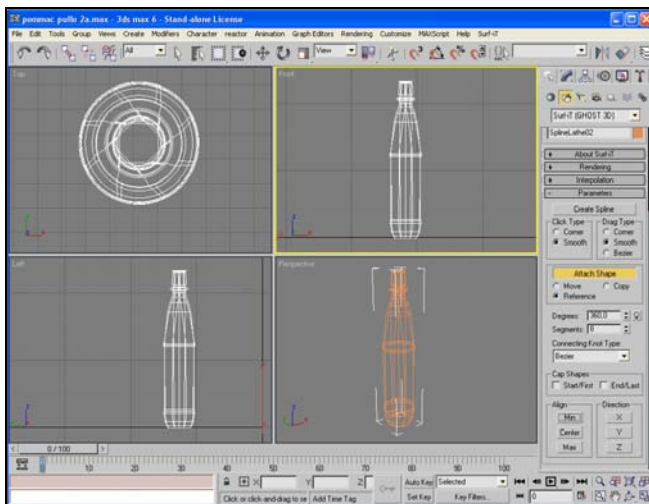 pommac pullo 2a.max - 3ds max 6 - Stand-alone License
File Edit Tools Group Views Create Modifiers Character reactor Animation Graph Editors Rendering Customize MAXScript Help Surf-iT
All
View
Top
Front
Left
Perspective
Surf-iT (GHOST 3D)
SplineLathe02
+ About Surf-iT
+ Rendering
+ Interpolation
- Parameters
Create Spline
Click Type
Corner
Smooth
Drag Type
Corner
Smooth
Bezier
Attach Shape
Move Copy
Reference
Degrees: 360,0
Segments: 8
Connecting Knot Type
Bezier
Cap Shapes
Start/First End/Last
Align
Min
Center
Max
Direction
X
Y
Z
0 / 100
0 10 20 30 40 50 60 70 80 90 100
X Y Z
Click or click-and-drag to se Add Time Tag
Auto Key Selected
Set Key Key Filters...
0